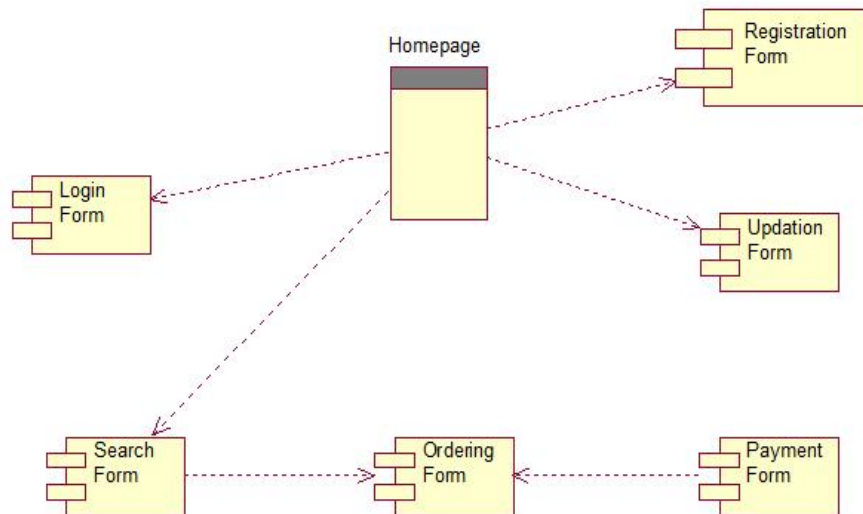 Homepage
Registration
Form
Login
Form
Updation
Form
Search
Form
Ordering
Form
Payment
Form